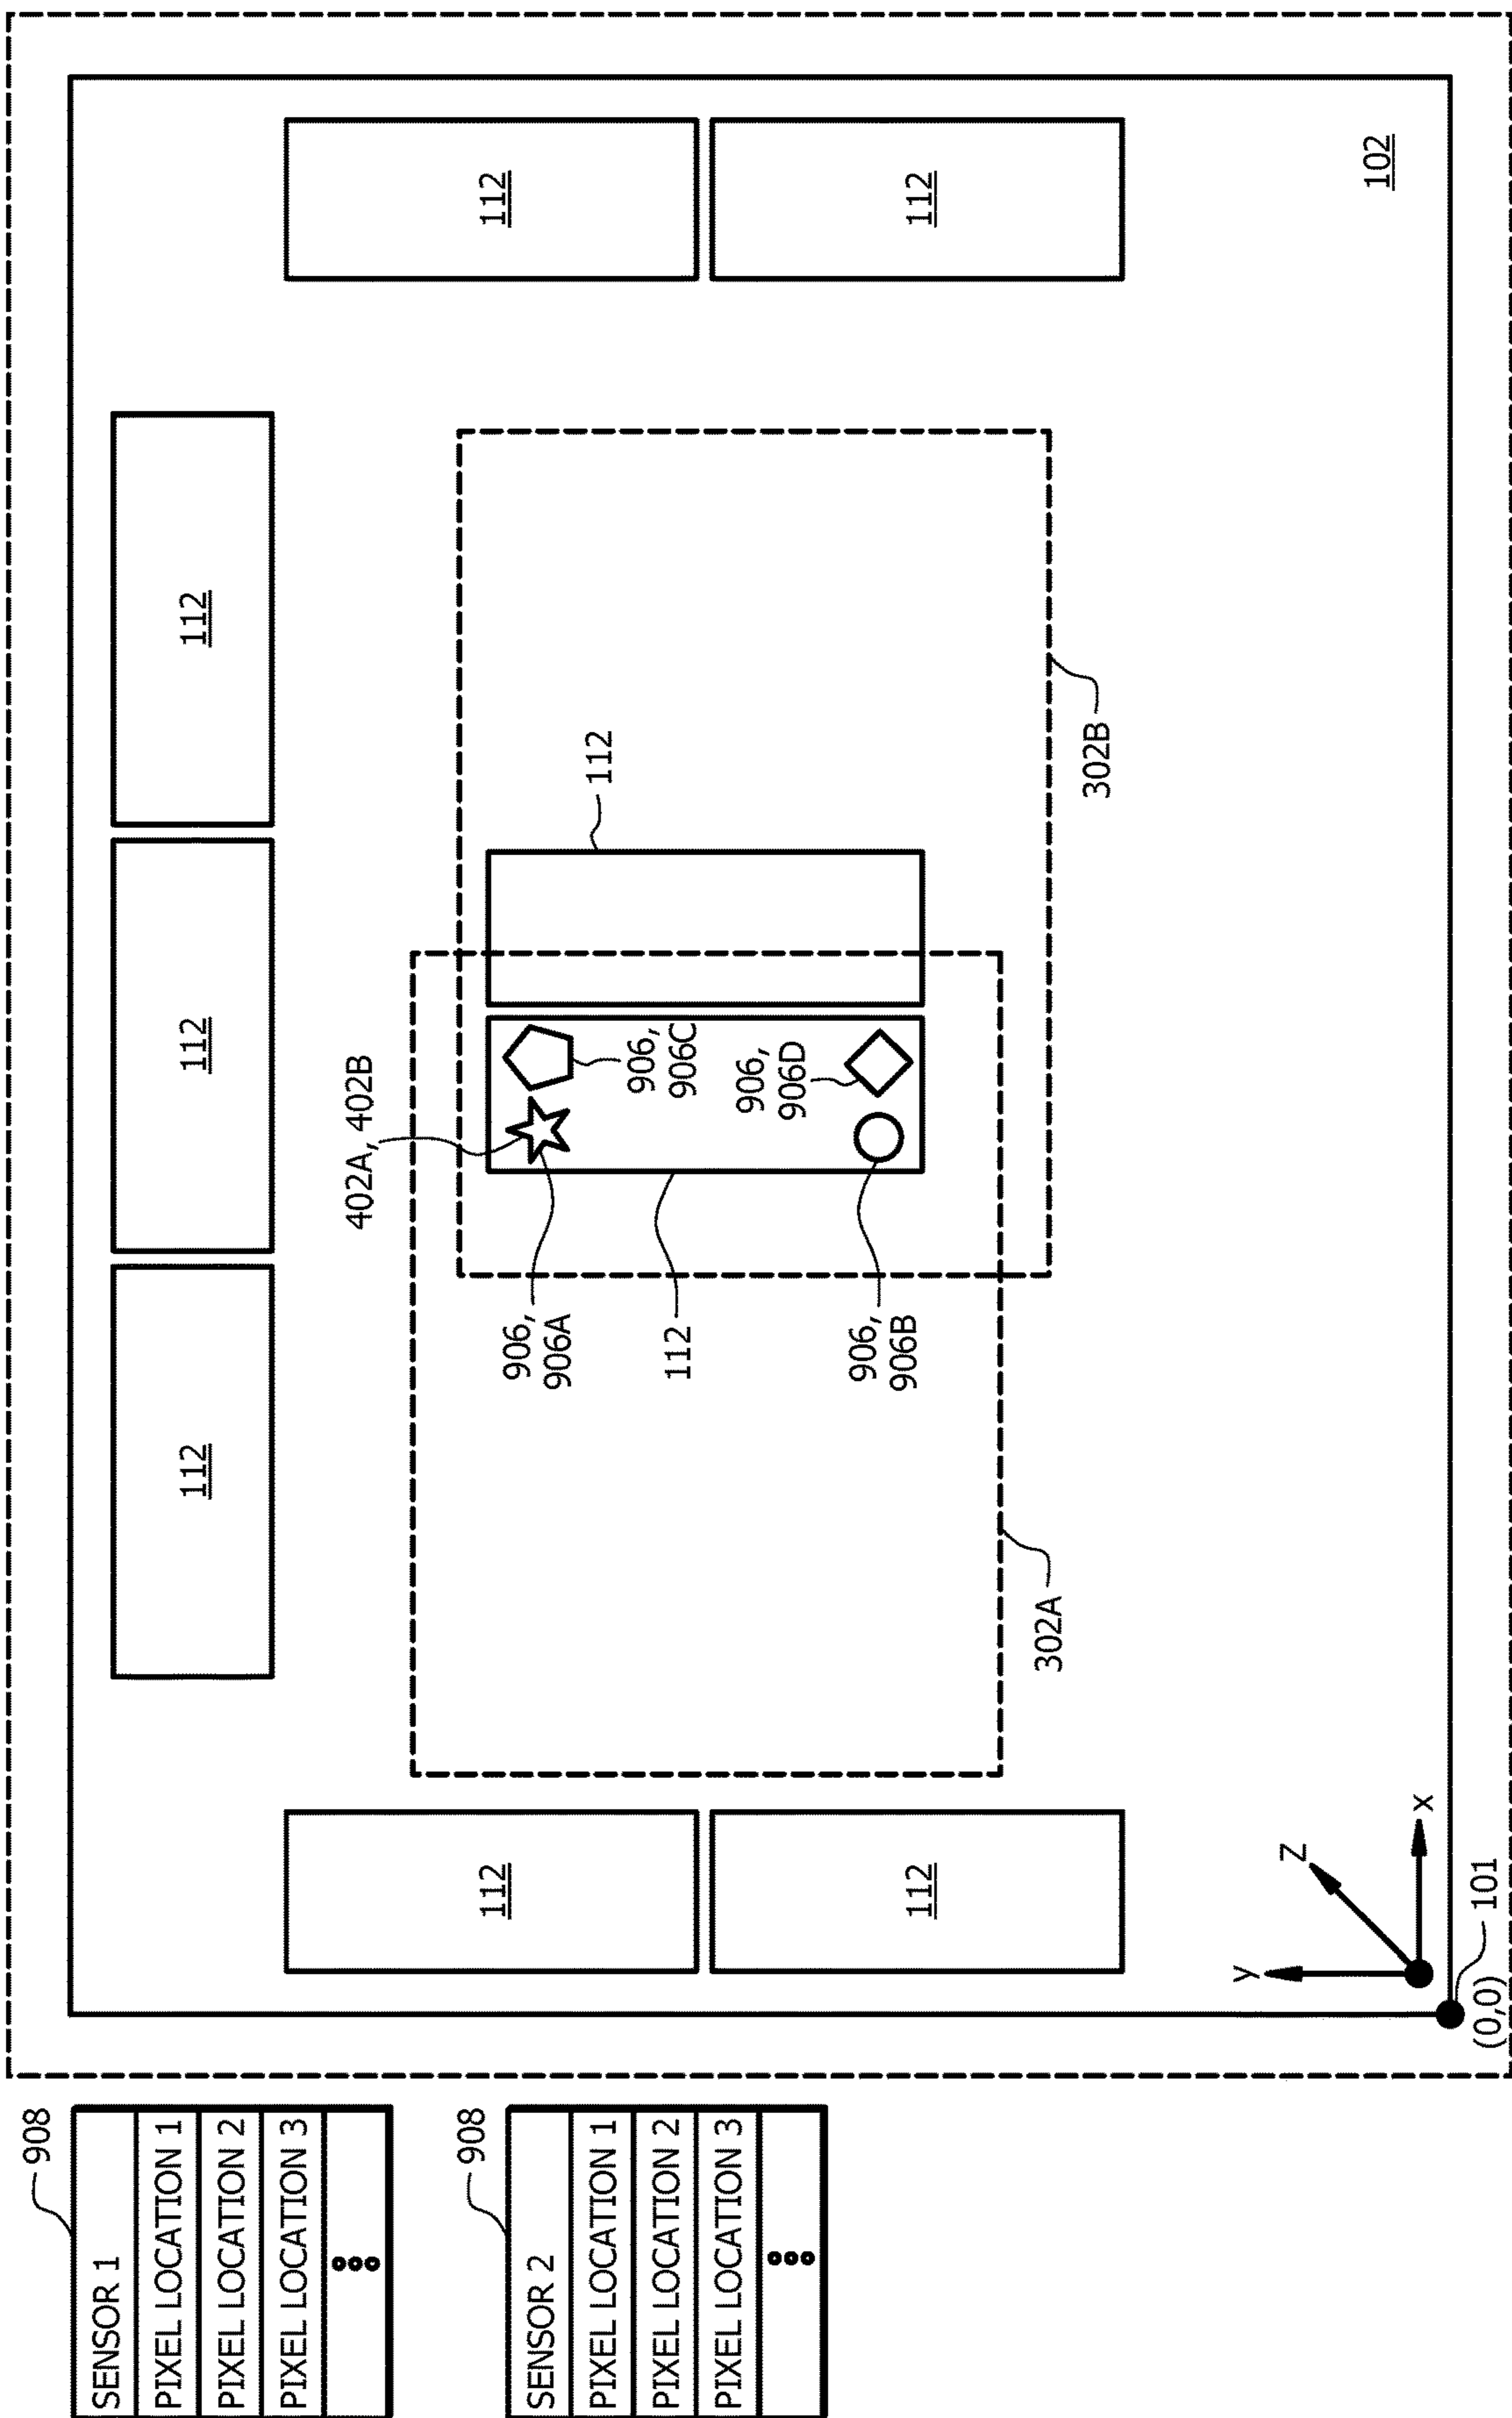 908
SENSOR 1
PIXEL LOCATION 1
PIXEL LOCATION 2
PIXEL LOCATION 3
908
SENSOR 2
PIXEL LOCATION 1
PIXEL LOCATION 2
PIXEL LOCATION 3
112
112
112
112
112
112
112
402A, 402B
906,
906A
906,
906C
112
112
906,
906D
906,
906B
302A
302B
102
y
Z
x
(0,0)
101